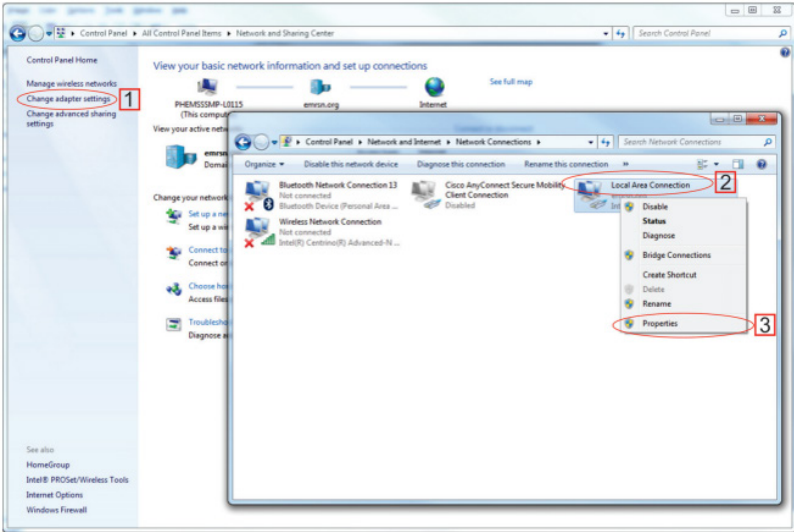 Control Panel ▸ All Control Panel Items ▸ Network and Sharing Center
Search Control Panel
Control Panel Home
Manage wireless networks
Change adapter settings
1
Change advanced sharing
settings
View your basic network information and set up connections
See full map
PHEMSSSMP-L0115
emrsn.org
Internet
(This compute
View your active netw
emrsn
Domai
Change your network
Set up a ne
Set up a wir
Connect to
Connect or
Choose ho
Access files
Troublesho
Diagnose a
See also
HomeGroup
Intel® PROSet/Wireless Tools
Internet Options
Windows Firewall
Control Panel ▸ Network and Internet ▸ Network Connections ▸
Search Network Connections
Organize
Disable this network device
Diagnose this connection
Rename this connection
»
Bluetooth Network Connection 13
Not connected
Bluetooth Device (Personal Area ...
Cisco AnyConnect Secure Mobility
Client Connection
Disabled
Local Area Connection
2
Wireless Network Connection
Not connected
Intel(R) Centrino(R) Advanced-N ...
Disable
Status
Diagnose
Bridge Connections
Create Shortcut
Delete
Rename
Properties
3